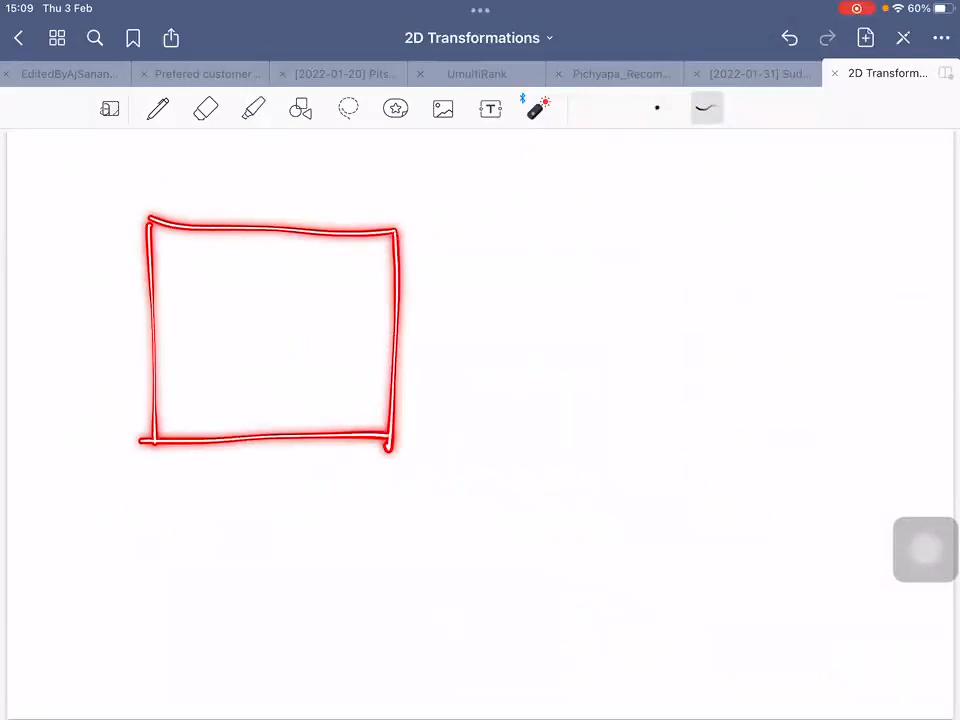 15:09 Thu 3 Feb
60%
2D Transformations
EditedByAjSanan...
Prefered customer...
[2022-01-20] Pits...
UmultiRank
Pichyapa_Recom...
[2022-01-31] Sud...
2D Transform...
T